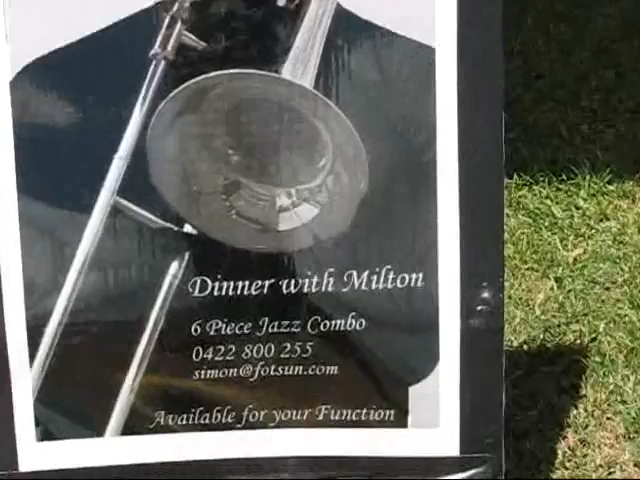 Dinner with Milton
6 Piece Jazz Combo
0422 800 255
simon@fotsun.com
Available for your Function